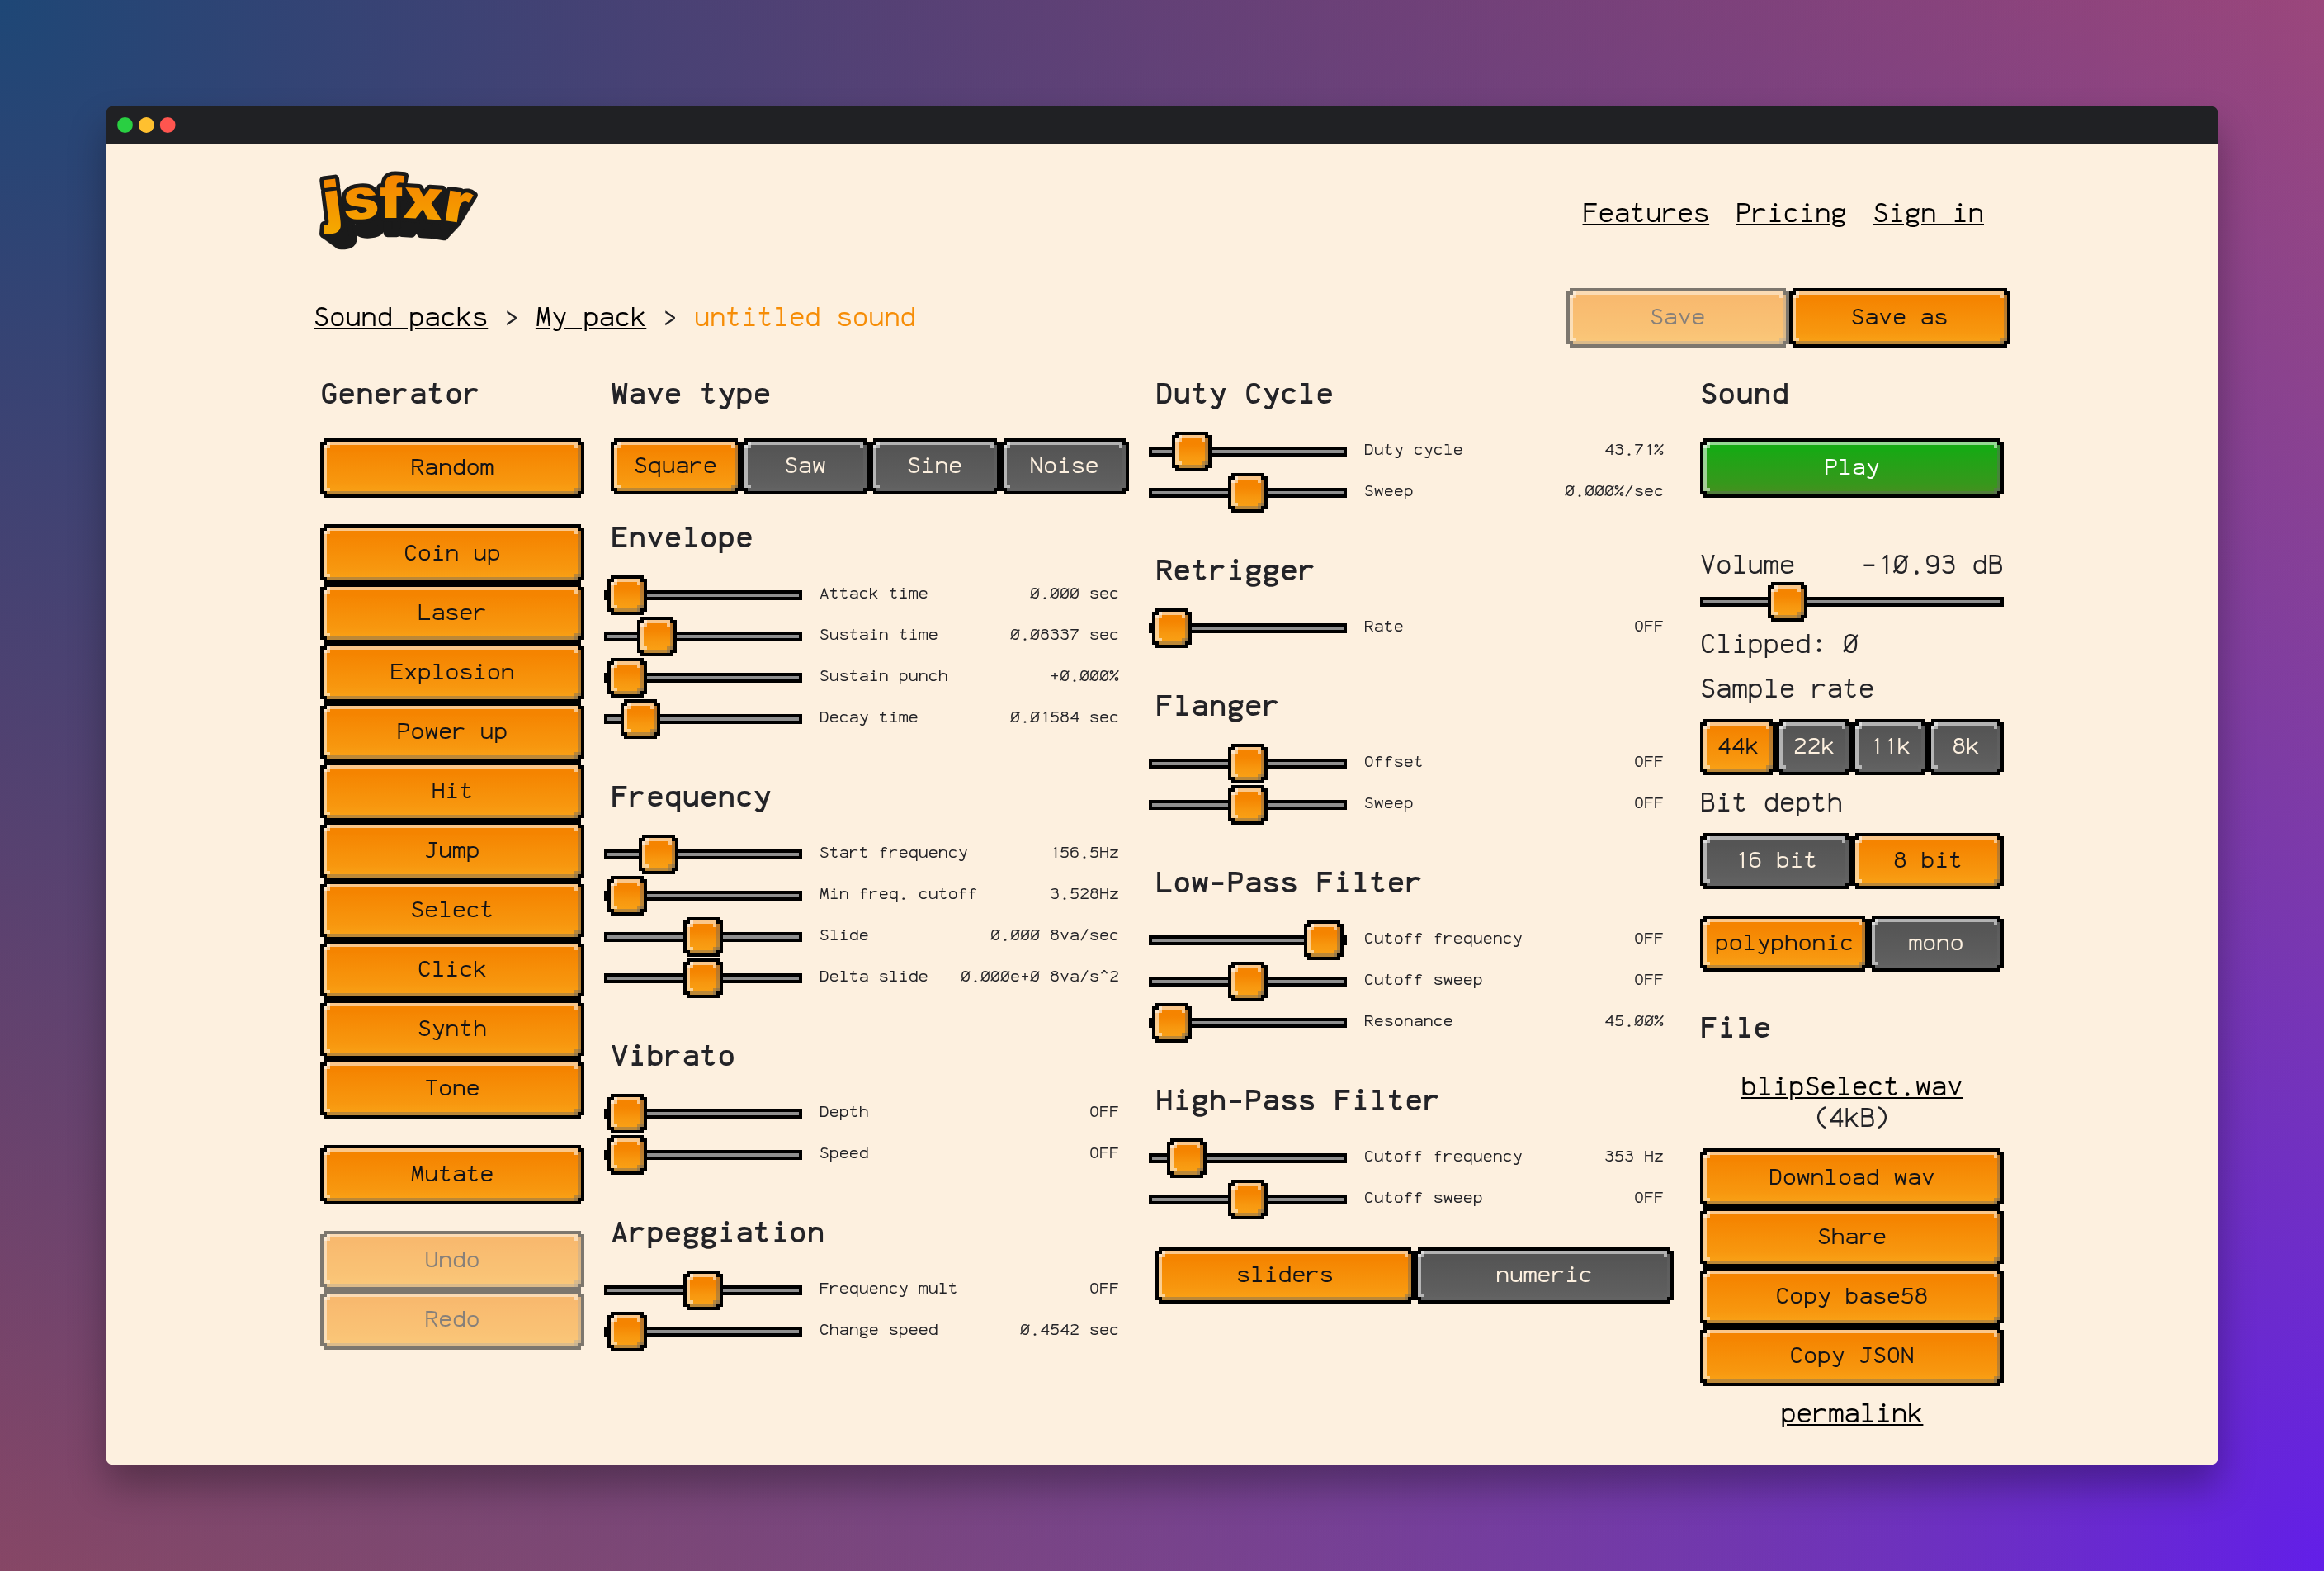 jsfxr
Features Pricing Sign in
Sound packs > My pack > untitled sound
Save Save as
Generator
Random
Coin up
Laser
Explosion
Power up
Hit
Jump
Select
Click
Synth
Tone
Mutate
Undo
Redo
Wave type
Square Saw Sine Noise
Envelope
Attack time 0.000 sec
Sustain time 0.08337 sec
Sustain punch +0.000%
Decay time 0.01584 sec
Frequency
Start frequency 156.5Hz
Min freq. cutoff 3.528Hz
Slide 0.000 8va/sec
Delta slide 0.000e+0 8va/s^2
Vibrato
Depth OFF
Speed OFF
Arpeggiation
Frequency mult OFF
Change speed 0.4542 sec
Duty Cycle
Duty cycle 43.71%
Sweep 0.000%/sec
Retrigger
Rate OFF
Flanger
Offset OFF
Sweep OFF
Low-Pass Filter
Cutoff frequency OFF
Cutoff sweep OFF
Resonance 45.00%
High-Pass Filter
Cutoff frequency 353 Hz
Cutoff sweep OFF
sliders numeric
Sound
Play
Volume -10.93 dB
Clipped: 0
Sample rate
44k 22k 11k 8k
Bit depth
16 bit 8 bit
polyphonic mono
File
blipSelect.wav
(4kB)
Download wav
Share
Copy base58
Copy JSON
permalink